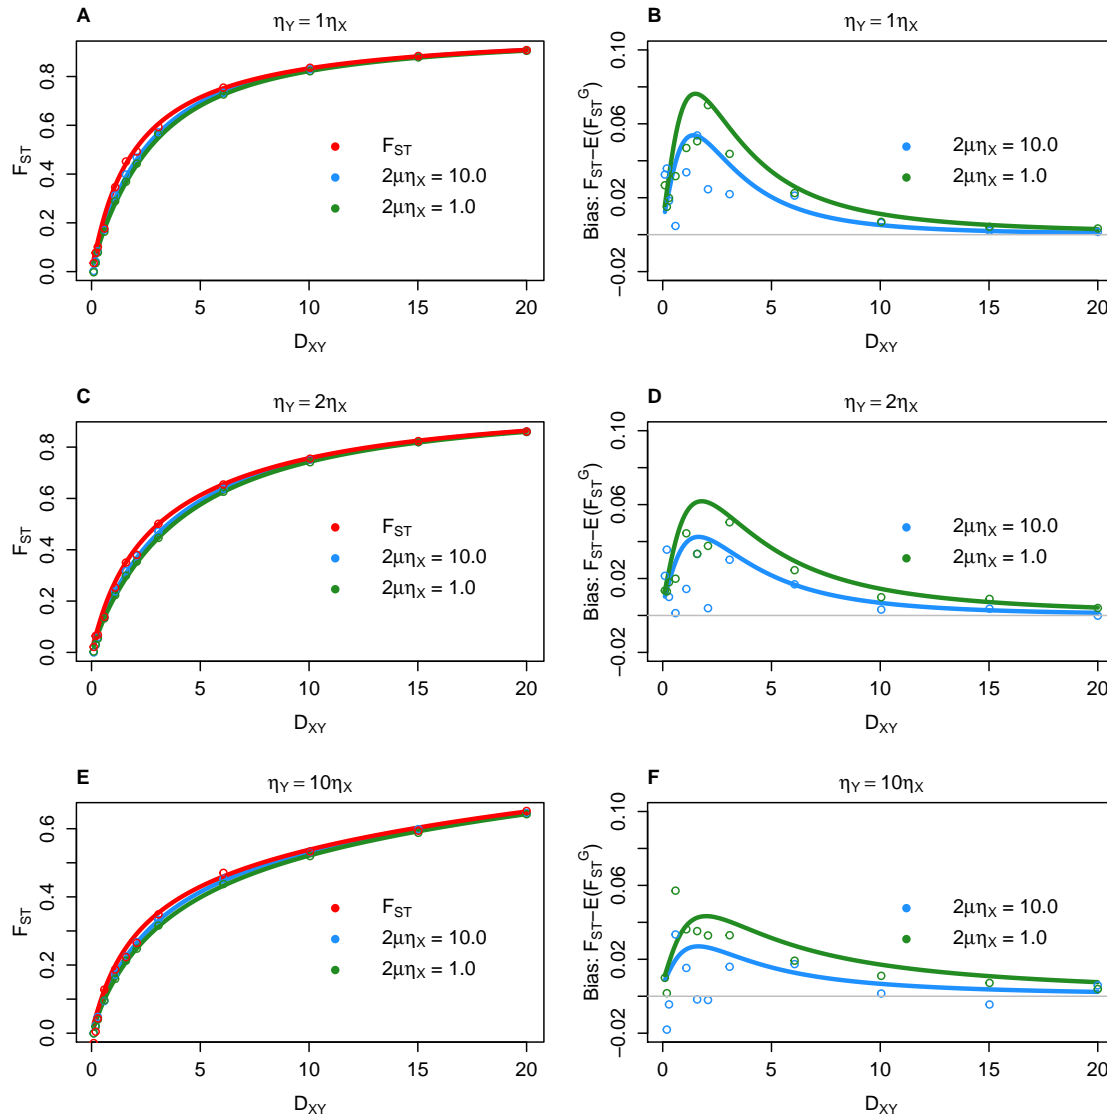 A
η_Y = 1η_X
F_ST
0.0 0.2 0.4 0.6 0.8
F_ST
2μη_X = 10.0
2μη_X = 1.0
0 5 10 15 20
D_XY
B
η_Y = 1η_X
Bias: F_ST−E(F_ST^G)
−0.02 0.02 0.06 0.10
2μη_X = 10.0
2μη_X = 1.0
0 5 10 15 20
D_XY
C
η_Y = 2η_X
F_ST
0.0 0.2 0.4 0.6 0.8
F_ST
2μη_X = 10.0
2μη_X = 1.0
0 5 10 15 20
D_XY
D
η_Y = 2η_X
Bias: F_ST−E(F_ST^G)
−0.02 0.02 0.06 0.10
2μη_X = 10.0
2μη_X = 1.0
0 5 10 15 20
D_XY
E
η_Y = 10η_X
F_ST
0.0 0.2 0.4 0.6
F_ST
2μη_X = 10.0
2μη_X = 1.0
0 5 10 15 20
D_XY
F
η_Y = 10η_X
Bias: F_ST−E(F_ST^G)
−0.02 0.02 0.06 0.10
2μη_X = 10.0
2μη_X = 1.0
0 5 10 15 20
D_XY